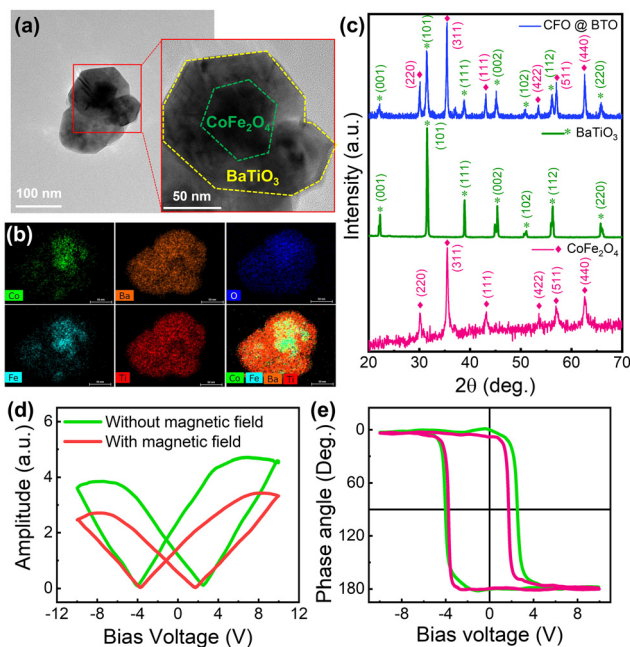 (a)
CoFe₂O₄
BaTiO₃
100 nm
50 nm
(b)
Co
Ba
O
Fe
Ti
Co Fe Ba Ti
(c)
CFO @ BTO
*(001)
(220)
*(101)
(311)
*(111)
(111)
*(002)
*(102)
(422)
*(112)
(511)
(440)
*(220)
* BaTiO₃
*(001)
(101)
*(111)
*(002)
*(102)
*(112)
*(220)
CoFe₂O₄
(220)
(311)
(111)
(422)
(511)
(440)
Intensity (a.u.)
20 30 40 50 60 70
2θ (deg.)
(d)
Without magnetic field
With magnetic field
Amplitude (a.u.)
6
4
2
0
-12 -8 -4 0 4 8 12
Bias Voltage (V)
(e)
Phase angle (Deg.)
0
90
180
-8 -4 0 4 8
Bias voltage (V)